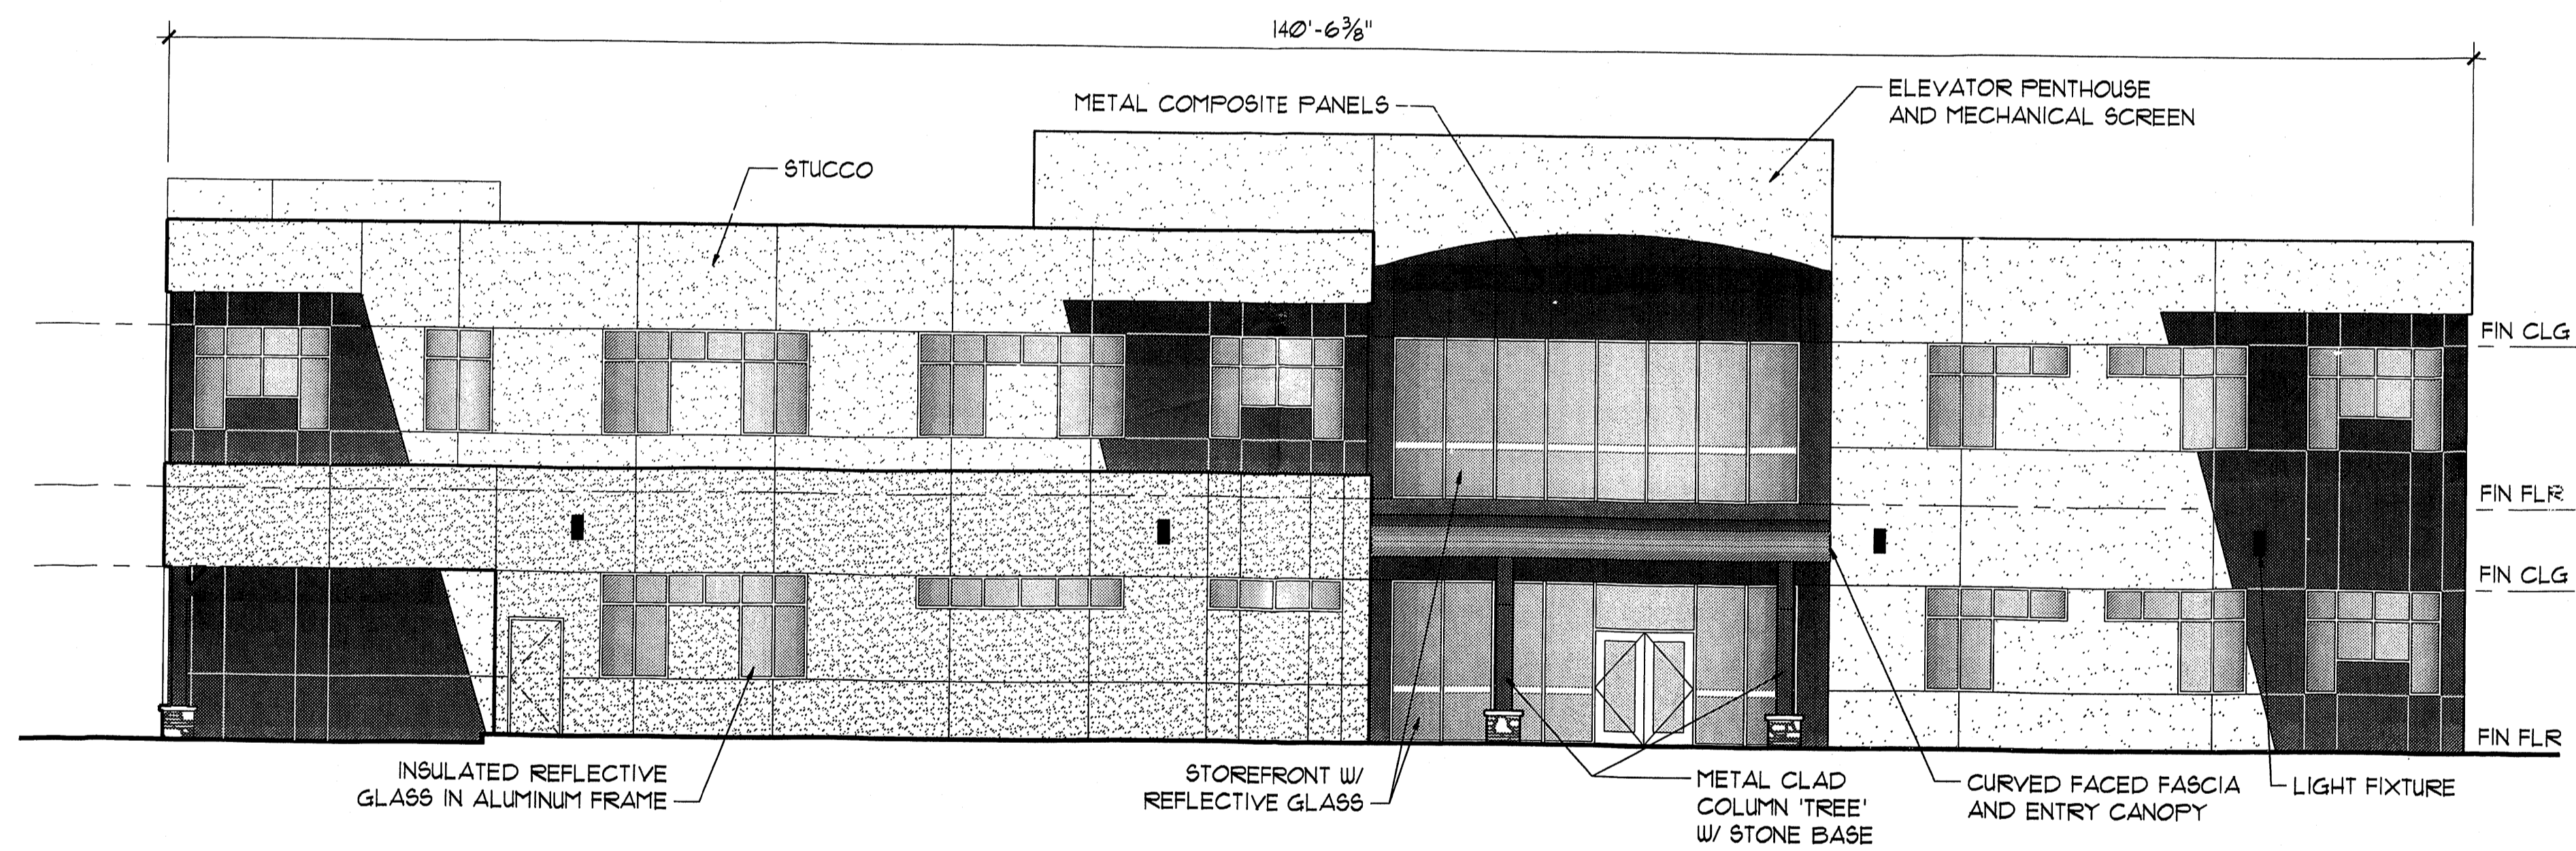 140'-6⅜"
METAL COMPOSITE PANELS
ELEVATOR PENTHOUSE
AND MECHANICAL SCREEN
STUCCO
FIN CLG
FIN FLR
FIN CLG
FIN FLR
INSULATED REFLECTIVE
GLASS IN ALUMINUM FRAME
STOREFRONT W/
REFLECTIVE GLASS
METAL CLAD
COLUMN 'TREE'
W/ STONE BASE
CURVED FACED FASCIA
AND ENTRY CANOPY
LIGHT FIXTURE